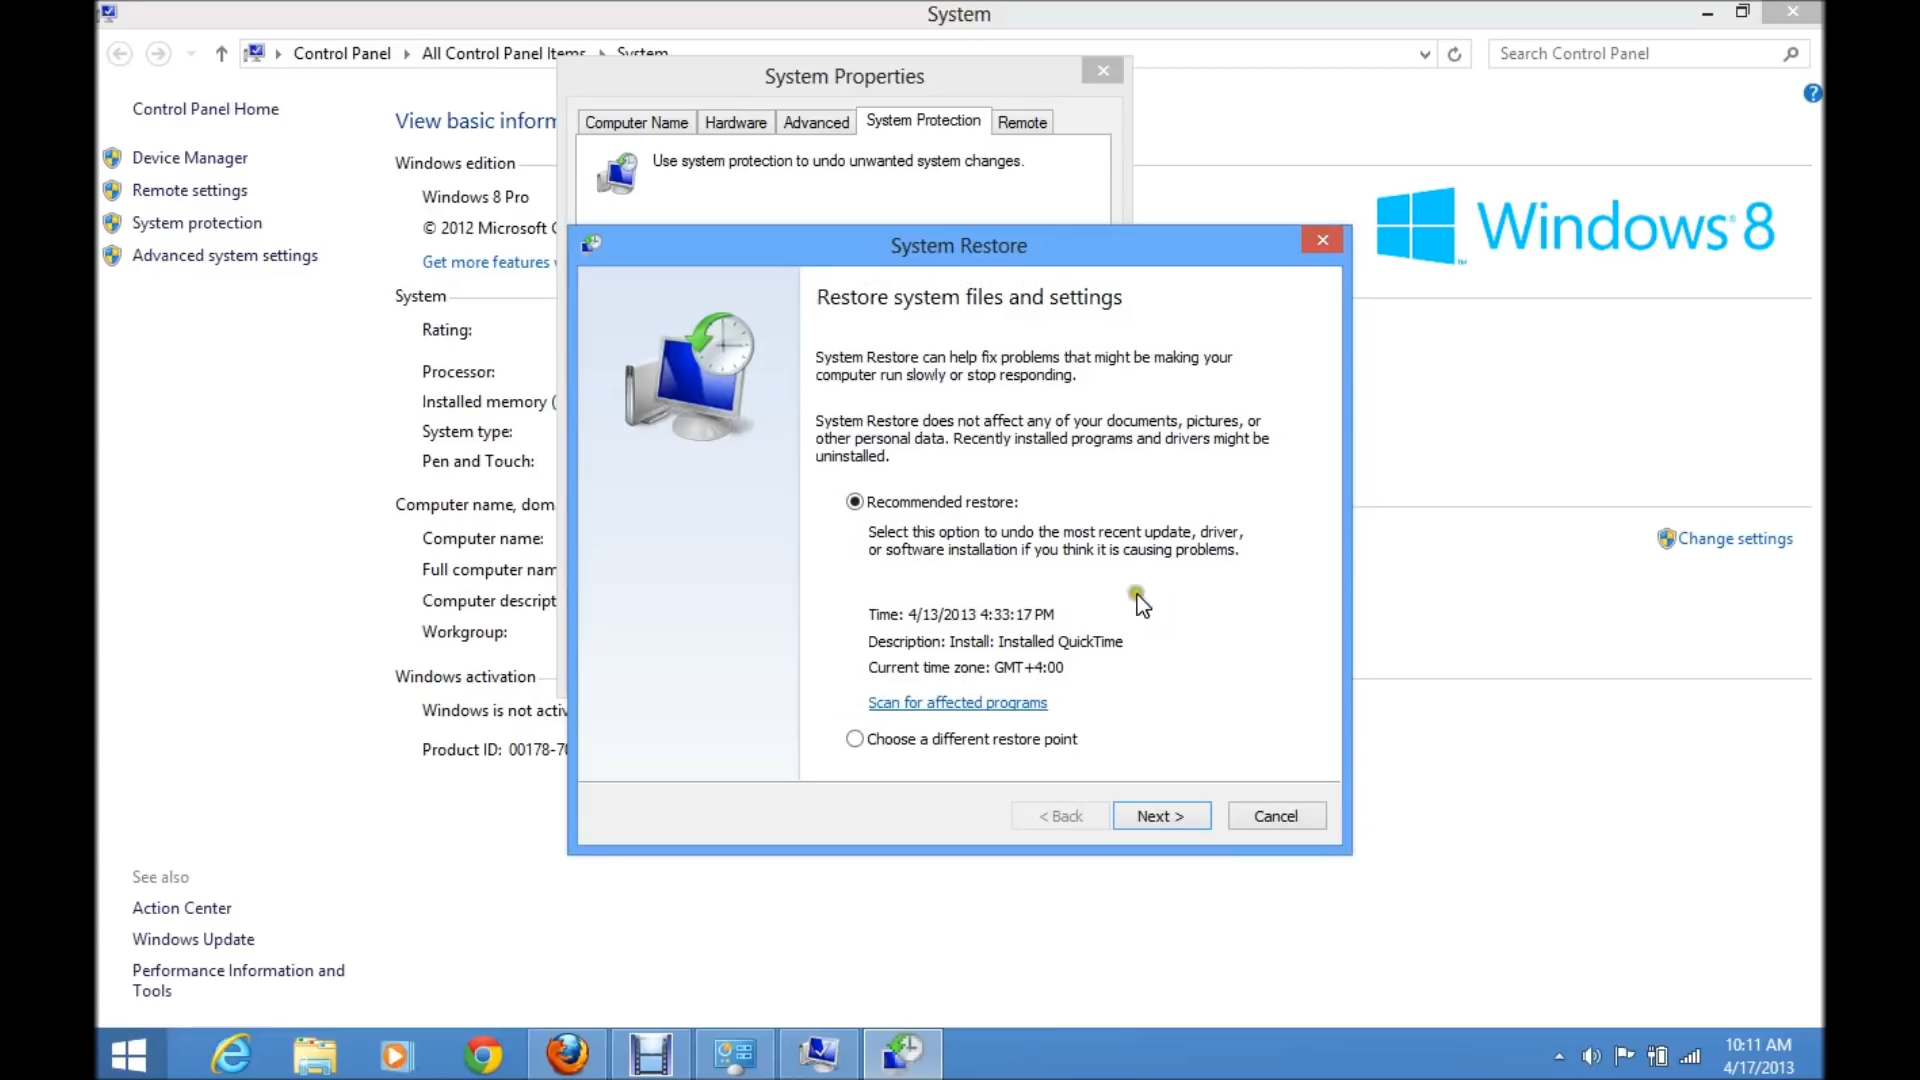 System
Control Panel
All Control Panel Items
System
Search Control Panel
System Properties
Control Panel Home
Device Manager
Remote settings
System protection
Advanced system settings
View basic inform
Windows edition
Windows 8 Pro
© 2012 Microsoft
Get more features
System
Rating:
Processor:
Installed memory (
System type:
Pen and Touch:
Computer name, dom
Computer name:
Full computer nam
Computer descript
Workgroup:
Windows activation
Windows is not activ
Product ID: 00178-70
Computer Name
Hardware
Advanced
System Protection
Remote
Use system protection to undo unwanted system changes.
Windows 8
Change settings
System Restore
Restore system files and settings
System Restore can help fix problems that might be making your
computer run slowly or stop responding.
System Restore does not affect any of your documents, pictures, or
other personal data. Recently installed programs and drivers might be
uninstalled.
Recommended restore:
Select this option to undo the most recent update, driver,
or software installation if you think it is causing problems.
Time: 4/13/2013 4:33:17 PM
Description: Install: Installed QuickTime
Current time zone: GMT+4:00
Scan for affected programs
Choose a different restore point
< Back
Next >
Cancel
See also
Action Center
Windows Update
Performance Information and
Tools
10:11 AM
4/17/2013